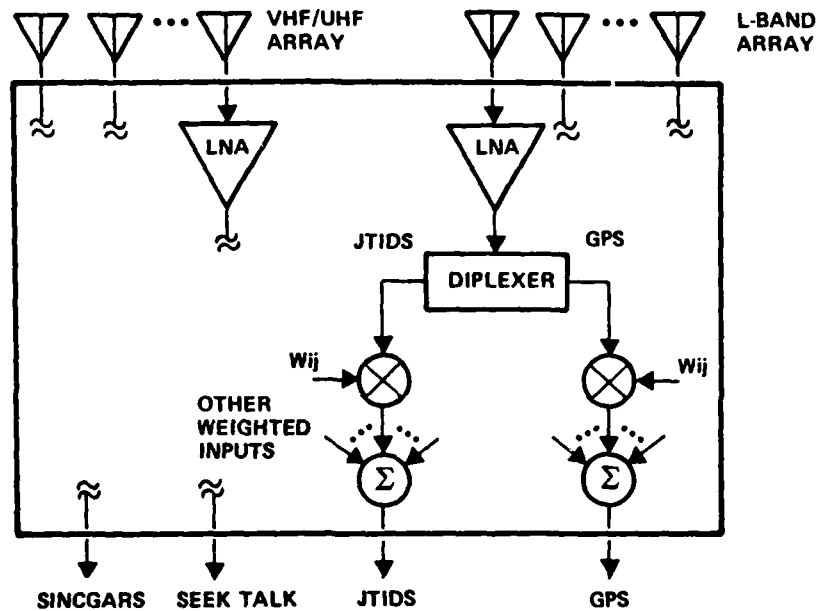 VHF/UHF
ARRAY
L-BAND
ARRAY
LNA
LNA
JTIDS
GPS
DIPLEXER
Wij
Wij
OTHER
WEIGHTED
INPUTS
Σ
Σ
SINCGARS
SEEK TALK
JTIDS
GPS